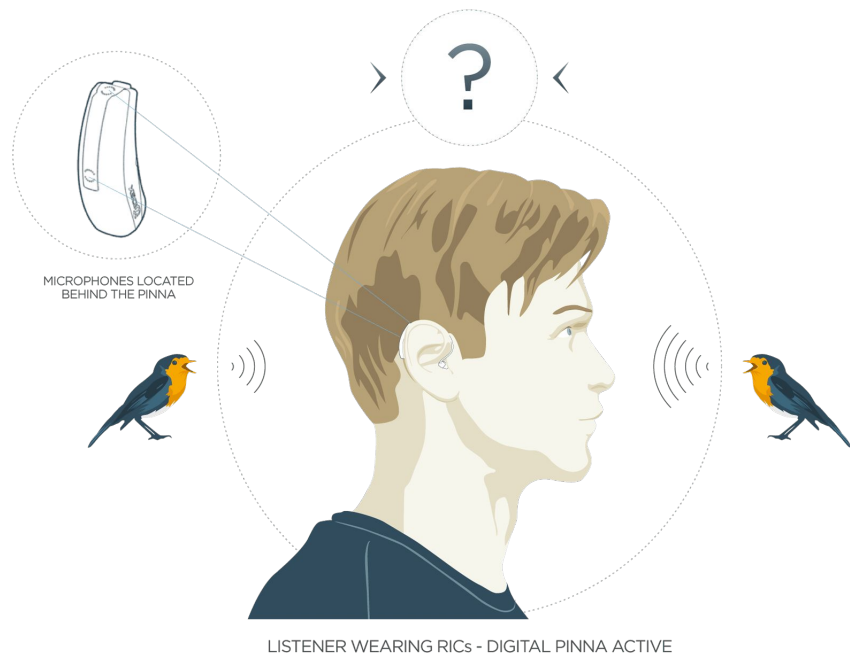 ?
MICROPHONES LOCATED
BEHIND THE PINNA
LISTENER WEARING RICs - DIGITAL PINNA ACTIVE